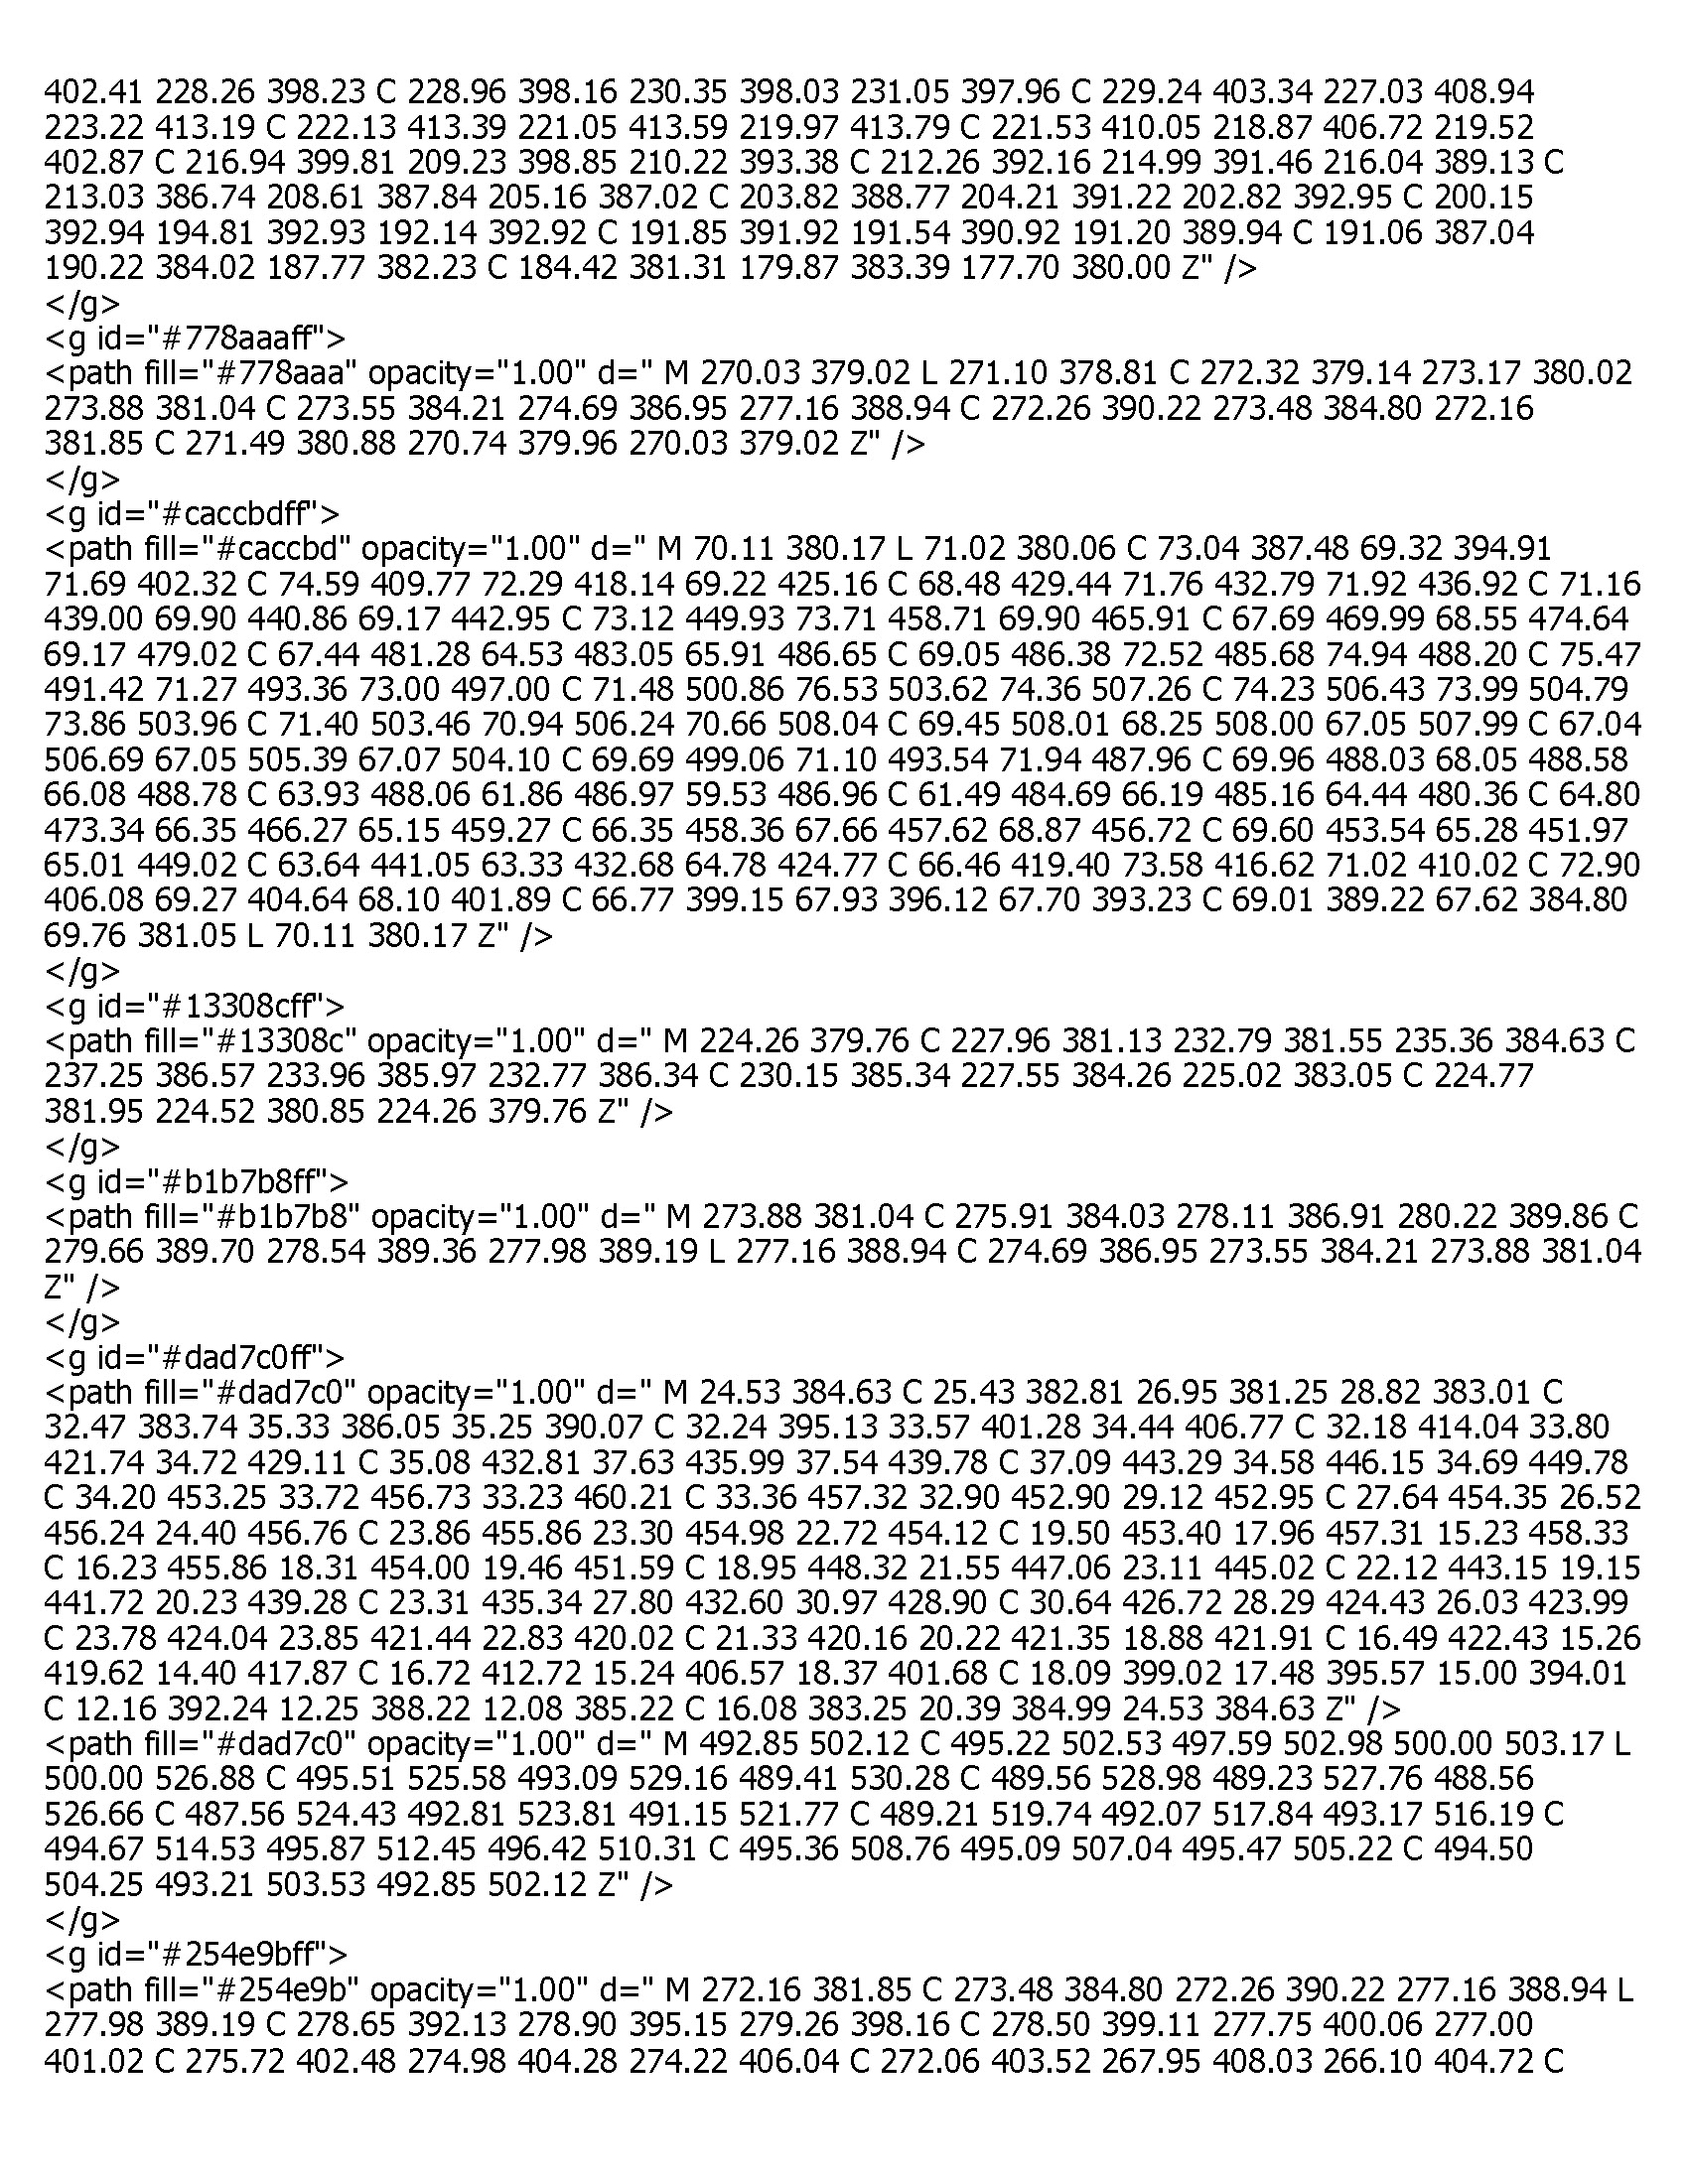 402.41 228.26 398.23 C 228.96 398.16 230.35 398.03 231.05 397.96 C 229.24 403.34 227.03 408.94
223.22 413.19 C 222.13 413.39 221.05 413.59 219.97 413.79 C 221.53 410.05 218.87 406.72 219.52
402.87 C 216.94 399.81 209.23 398.85 210.22 393.38 C 212.26 392.16 214.99 391.46 216.04 389.13 C
213.03 386.74 208.61 387.84 205.16 387.02 C 203.82 388.77 204.21 391.22 202.82 392.95 C 200.15
392.94 194.81 392.93 192.14 392.92 C 191.85 391.92 191.54 390.92 191.20 389.94 C 191.06 387.04
190.22 384.02 187.77 382.23 C 184.42 381.31 179.87 383.39 177.70 380.00 Z" />
</g>
<g id="#778aaaff">
<path fill="#778aaa" opacity="1.00" d=" M 270.03 379.02 L 271.10 378.81 C 272.32 379.14 273.17 380.02
273.88 381.04 C 273.55 384.21 274.69 386.95 277.16 388.94 C 272.26 390.22 273.48 384.80 272.16
381.85 C 271.49 380.88 270.74 379.96 270.03 379.02 Z" />
</g>
<g id="#caccbdff">
<path fill="#caccbd" opacity="1.00" d=" M 70.11 380.17 L 71.02 380.06 C 73.04 387.48 69.32 394.91
71.69 402.32 C 74.59 409.77 72.29 418.14 69.22 425.16 C 68.48 429.44 71.76 432.79 71.92 436.92 C 71.16
439.00 69.90 440.86 69.17 442.95 C 73.12 449.93 73.71 458.71 69.90 465.91 C 67.69 469.99 68.55 474.64
69.17 479.02 C 67.44 481.28 64.53 483.05 65.91 486.65 C 69.05 486.38 72.52 485.68 74.94 488.20 C 75.47
491.42 71.27 493.36 73.00 497.00 C 71.48 500.86 76.53 503.62 74.36 507.26 C 74.23 506.43 73.99 504.79
73.86 503.96 C 71.40 503.46 70.94 506.24 70.66 508.04 C 69.45 508.01 68.25 508.00 67.05 507.99 C 67.04
506.69 67.05 505.39 67.07 504.10 C 69.69 499.06 71.10 493.54 71.94 487.96 C 69.96 488.03 68.05 488.58
66.08 488.78 C 63.93 488.06 61.86 486.97 59.53 486.96 C 61.49 484.69 66.19 485.16 64.44 480.36 C 64.80
473.34 66.35 466.27 65.15 459.27 C 66.35 458.36 67.66 457.62 68.87 456.72 C 69.60 453.54 65.28 451.97
65.01 449.02 C 63.64 441.05 63.33 432.68 64.78 424.77 C 66.46 419.40 73.58 416.62 71.02 410.02 C 72.90
406.08 69.27 404.64 68.10 401.89 C 66.77 399.15 67.93 396.12 67.70 393.23 C 69.01 389.22 67.62 384.80
69.76 381.05 L 70.11 380.17 Z" />
</g>
<g id="#13308cff">
<path fill="#13308c" opacity="1.00" d=" M 224.26 379.76 C 227.96 381.13 232.79 381.55 235.36 384.63 C
237.25 386.57 233.96 385.97 232.77 386.34 C 230.15 385.34 227.55 384.26 225.02 383.05 C 224.77
381.95 224.52 380.85 224.26 379.76 Z" />
</g>
<g id="#b1b7b8ff">
<path fill="#b1b7b8" opacity="1.00" d=" M 273.88 381.04 C 275.91 384.03 278.11 386.91 280.22 389.86 C
279.66 389.70 278.54 389.36 277.98 389.19 L 277.16 388.94 C 274.69 386.95 273.55 384.21 273.88 381.04
Z" />
</g>
<g id="#dad7c0ff">
<path fill="#dad7c0" opacity="1.00" d=" M 24.53 384.63 C 25.43 382.81 26.95 381.25 28.82 383.01 C
32.47 383.74 35.33 386.05 35.25 390.07 C 32.24 395.13 33.57 401.28 34.44 406.77 C 32.18 414.04 33.80
421.74 34.72 429.11 C 35.08 432.81 37.63 435.99 37.54 439.78 C 37.09 443.29 34.58 446.15 34.69 449.78
C 34.20 453.25 33.72 456.73 33.23 460.21 C 33.36 457.32 32.90 452.90 29.12 452.95 C 27.64 454.35 26.52
456.24 24.40 456.76 C 23.86 455.86 23.30 454.98 22.72 454.12 C 19.50 453.40 17.96 457.31 15.23 458.33
C 16.23 455.86 18.31 454.00 19.46 451.59 C 18.95 448.32 21.55 447.06 23.11 445.02 C 22.12 443.15 19.15
441.72 20.23 439.28 C 23.31 435.34 27.80 432.60 30.97 428.90 C 30.64 426.72 28.29 424.43 26.03 423.99
C 23.78 424.04 23.85 421.44 22.83 420.02 C 21.33 420.16 20.22 421.35 18.88 421.91 C 16.49 422.43 15.26
419.62 14.40 417.87 C 16.72 412.72 15.24 406.57 18.37 401.68 C 18.09 399.02 17.48 395.57 15.00 394.01
C 12.16 392.24 12.25 388.22 12.08 385.22 C 16.08 383.25 20.39 384.99 24.53 384.63 Z" />
<path fill="#dad7c0" opacity="1.00" d=" M 492.85 502.12 C 495.22 502.53 497.59 502.98 500.00 503.17 L
500.00 526.88 C 495.51 525.58 493.09 529.16 489.41 530.28 C 489.56 528.98 489.23 527.76 488.56
526.66 C 487.56 524.43 492.81 523.81 491.15 521.77 C 489.21 519.74 492.07 517.84 493.17 516.19 C
494.67 514.53 495.87 512.45 496.42 510.31 C 495.36 508.76 495.09 507.04 495.47 505.22 C 494.50
504.25 493.21 503.53 492.85 502.12 Z" />
</g>
<g id="#254e9bff">
<path fill="#254e9b" opacity="1.00" d=" M 272.16 381.85 C 273.48 384.80 272.26 390.22 277.16 388.94 L
277.98 389.19 C 278.65 392.13 278.90 395.15 279.26 398.16 C 278.50 399.11 277.75 400.06 277.00
401.02 C 275.72 402.48 274.98 404.28 274.22 406.04 C 272.06 403.52 267.95 408.03 266.10 404.72 C